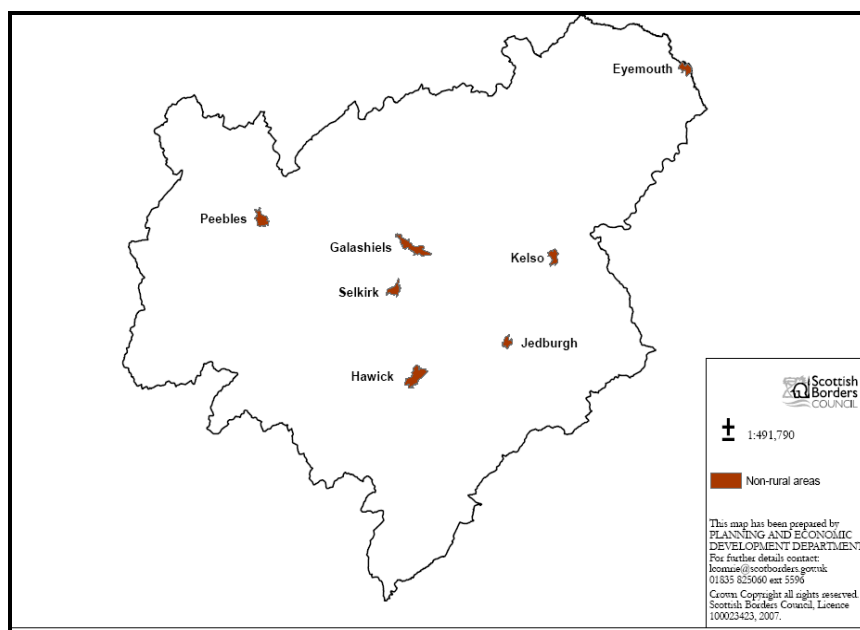 Eyemouth
Peebles
Galashiels
Kelso
Selkirk
Jedburgh
Hawick
Scottish
Borders
COUNCIL
1:491,790
Non-rural areas
This map has been prepared by
PLANNING AND ECONOMIC
DEVELOPMENT DEPARTMENT
For further details contact:
lcomrie@scotborders.gov.uk
01835 825060 ext 5596
Crown Copyright all rights reserved.
Scottish Borders Council, Licence
100023423, 2007.